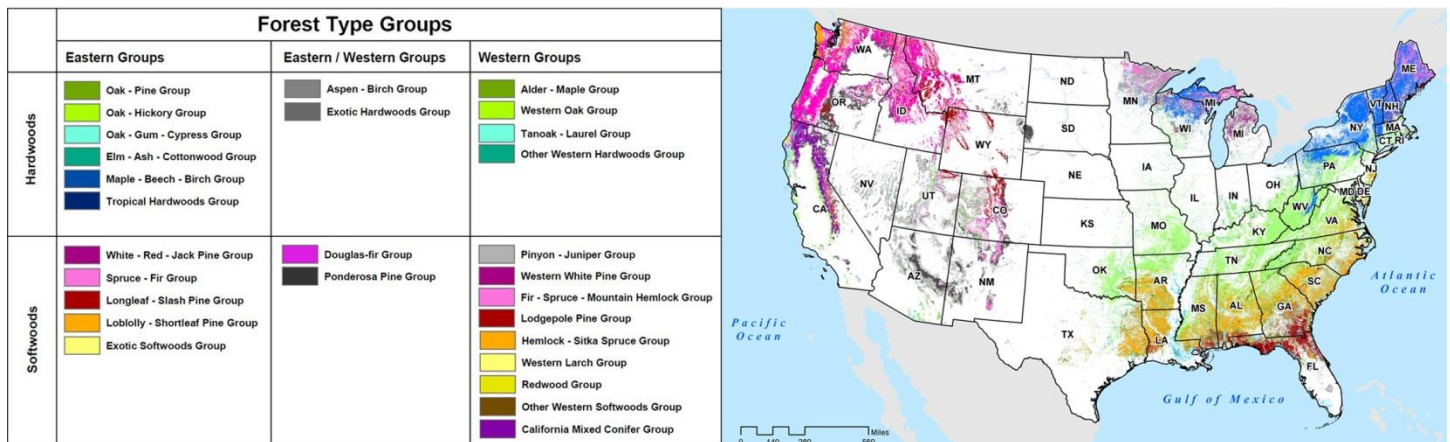 Forest Type Groups
Eastern Groups
Eastern / Western Groups
Western Groups
Hardwoods
Oak - Pine Group
Oak - Hickory Group
Oak - Gum - Cypress Group
Elm - Ash - Cottonwood Group
Maple - Beech - Birch Group
Tropical Hardwoods Group
Aspen - Birch Group
Exotic Hardwoods Group
Alder - Maple Group
Western Oak Group
Tanoak - Laurel Group
Other Western Hardwoods Group
Softwoods
White - Red - Jack Pine Group
Spruce - Fir Group
Longleaf - Slash Pine Group
Loblolly - Shortleaf Pine Group
Exotic Softwoods Group
Douglas-fir Group
Ponderosa Pine Group
Pinyon - Juniper Group
Western White Pine Group
Fir - Spruce - Mountain Hemlock Group
Lodgepole Pine Group
Hemlock - Sitka Spruce Group
Western Larch Group
Redwood Group
Other Western Softwoods Group
California Mixed Conifer Group
WA
MT
ND
MN
ME
OR
ID
SD
WI
MI
MI
VT
NH
NY
MA
CT
RI
WY
IA
NE
PA
NJ
NV
UT
CO
IL
IN
OH
MD
DE
WV
VA
CA
KS
MO
KY
NC
TN
AZ
NM
OK
AR
SC
MS
AL
GA
TX
LA
FL
Pacific
Ocean
Atlantic
Ocean
Gulf of Mexico
Miles
0
140
280
560